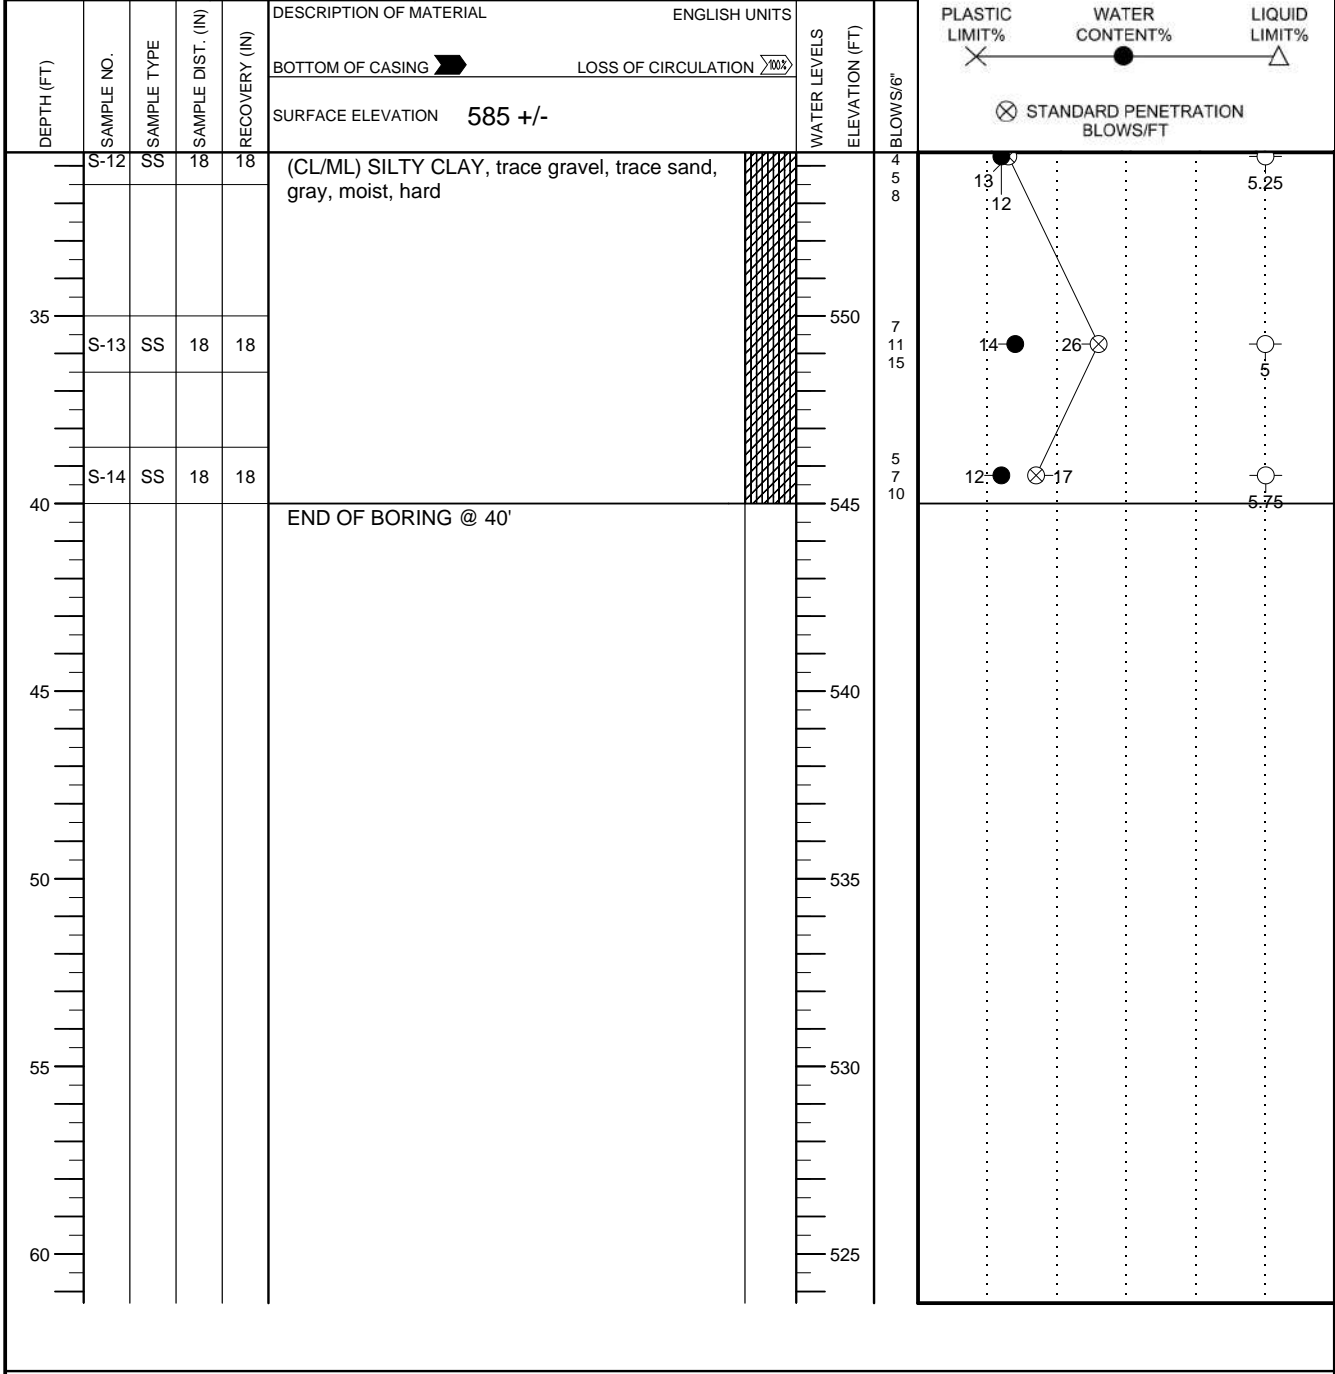 DEPTH (FT)
SAMPLE NO.
SAMPLE TYPE
SAMPLE DIST. (IN)
RECOVERY (IN)
DESCRIPTION OF MATERIAL ENGLISH UNITS
BOTTOM OF CASING LOSS OF CIRCULATION 100%
SURFACE ELEVATION 585 +/-
WATER LEVELS
ELEVATION (FT)
BLOWS/6"
PLASTIC LIMIT%
WATER CONTENT%
LIQUID LIMIT%
STANDARD PENETRATION
BLOWS/FT
S-12 SS 18 18
(CL/ML) SILTY CLAY, trace gravel, trace sand,
gray, moist, hard
4
5
8
13
12
5.25
35 550
S-13 SS 18 18
7
11
15
14 26
5
S-14 SS 18 18
5
7
10
12 17
5.75
40 545
END OF BORING @ 40'
45 540
50 535
55 530
60 525